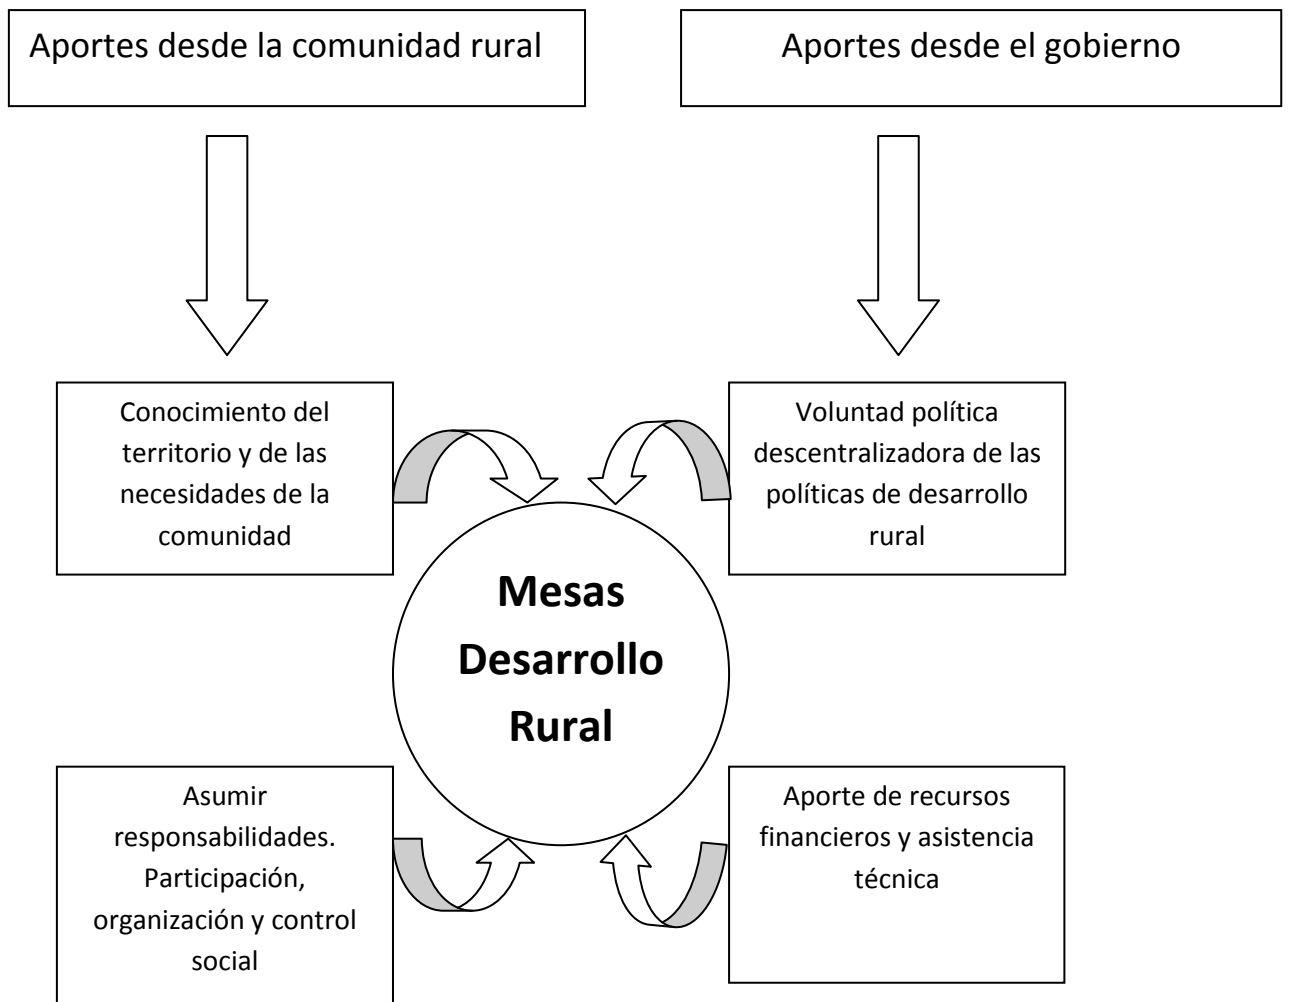 Aportes desde la comunidad rural
Aportes desde el gobierno
Conocimiento del
territorio y de las
necesidades de la
comunidad
Voluntad política
descentralizadora de las
políticas de desarrollo
rural
Mesas
Desarrollo
Rural
Asumir
responsabilidades.
Participación,
organización y control
social
Aporte de recursos
financieros y asistencia
técnica